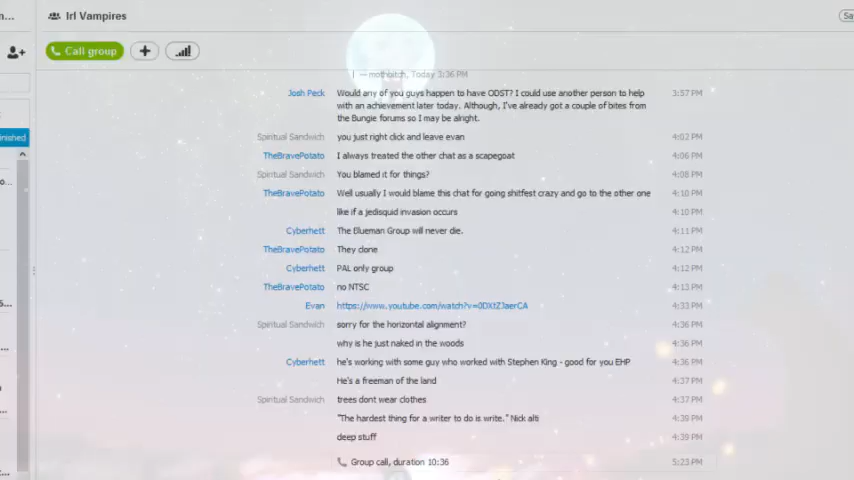 Irl Vampires
Call group
— mothbitch, Today 3:36 PM
Josh Peck Would any of you guys happen to have ODST? I could use another person to help 3:57 PM
with an achievement later today. Although, I've already got a couple of bites from
the Bungie forums so I may be alright.
Spiritual Sandwich you just right click and leave evan 4:02 PM
TheBravePotato I always treated the other chat as a scapegoat 4:06 PM
Spiritual Sandwich You blamed it for things? 4:08 PM
TheBravePotato Well usually I would blame this chat for going shitfest crazy and go to the other one 4:10 PM
like if a jedisquid invasion occurs 4:10 PM
Cyberhett The Blueman Group will never die. 4:11 PM
TheBravePotato They clone 4:12 PM
Cyberhett PAL only group 4:12 PM
TheBravePotato no NTSC 4:13 PM
Evan https://www.youtube.com/watch?v=0DXtZJaerCA 4:33 PM
Spiritual Sandwich sorry for the horizontal alignment? 4:36 PM
why is he just naked in the woods 4:36 PM
Cyberhett he's working with some guy who worked with Stephen King - good for you EHP 4:36 PM
He's a freeman of the land 4:37 PM
Spiritual Sandwich trees dont wear clothes 4:37 PM
"The hardest thing for a writer to do is write." Nick alti 4:39 PM
deep stuff 4:39 PM
Group call, duration 10:36 5:23 PM